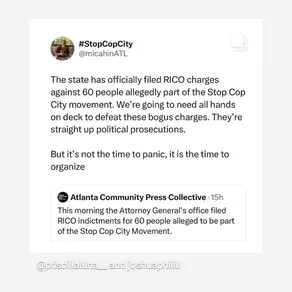 #StopCopCity
@micahinATL
The state has officially filed RICO charges
against 60 people allegedly part of the Stop Cop
City movement. We're going to need all hands
on deck to defeat these bogus charges. They're
straight up political prosecutions.
But it's not the time to panic, it is the time to
organize
Atlanta Community Press Collective · 15h
This morning the Attorney General's office filed
RICO indictments for 60 people alleged to be part
of the Stop Cop City Movement.